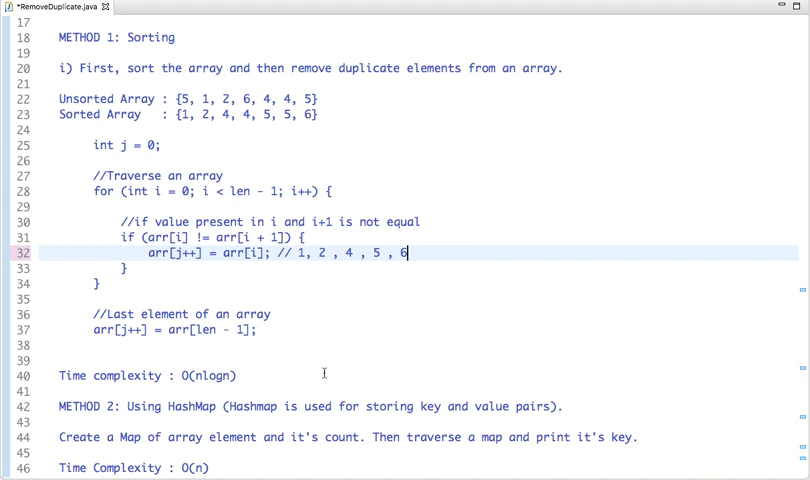 *RemoveDuplicate.java
17
18 METHOD 1: Sorting
19
20 i) First, sort the array and then remove duplicate elements from an array.
21
22 Unsorted Array : {5, 1, 2, 6, 4, 4, 5}
23 Sorted Array   : {1, 2, 4, 4, 5, 5, 6}
24
25 int j = 0;
26
27 //Traverse an array
28 for (int i = 0; i < len - 1; i++) {
29
30 //if value present in i and i+1 is not equal
31 if (arr[i] != arr[i + 1]) {
32 arr[j++] = arr[i]; // 1, 2 , 4 , 5 , 6
33 }
34 }
35
36 //Last element of an array
37 arr[j++] = arr[len - 1];
38
39
40 Time complexity : O(nlogn)
41
42 METHOD 2: Using HashMap (Hashmap is used for storing key and value pairs).
43
44 Create a Map of array element and it's count. Then traverse a map and print it's key.
45
46 Time Complexity : O(n)